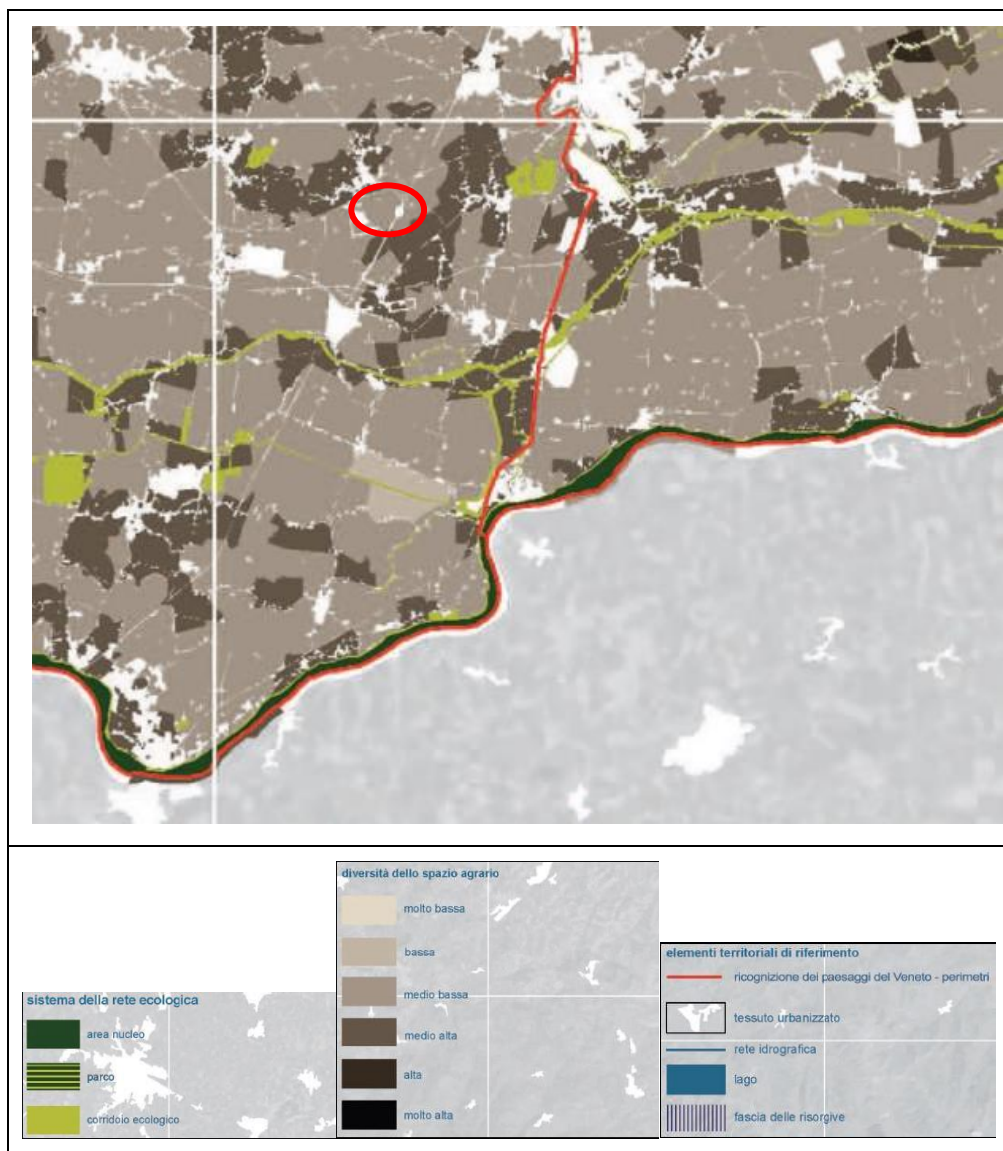 sistema della rete ecologica
area nucleo
parco
corridoio ecologico
diversità dello spazio agrario
molto bassa
bassa
medio bassa
medio alta
alta
molto alta
elementi territoriali di riferimento
ricognizione dei paesaggi del Veneto - perimetri
tessuto urbanizzato
rete idrografica
lago
fascia delle risorgive